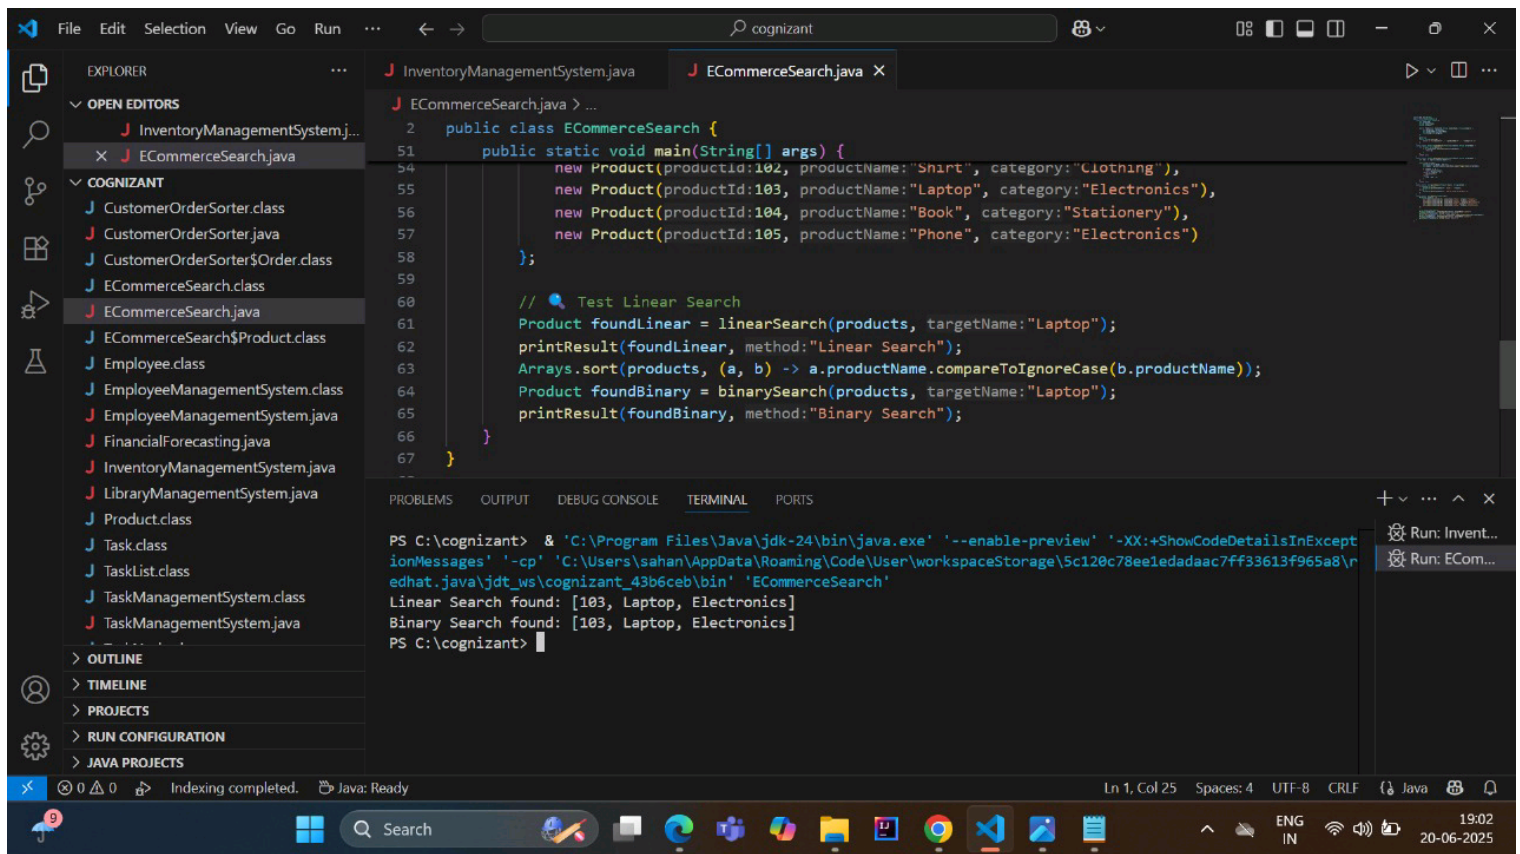 File Edit Selection View Go Run ··· cognizant
EXPLORER ···
OPEN EDITORS
InventoryManagementSystem.j...
ECommerceSearch.java
COGNIZANT
CustomerOrderSorter.class
CustomerOrderSorter.java
CustomerOrderSorter$Order.class
ECommerceSearch.class
ECommerceSearch.java
ECommerceSearch$Product.class
Employee.class
EmployeeManagementSystem.class
EmployeeManagementSystem.java
FinancialForecasting.java
InventoryManagementSystem.java
LibraryManagementSystem.java
Product.class
Task.class
TaskList.class
TaskManagementSystem.class
TaskManagementSystem.java
OUTLINE
TIMELINE
PROJECTS
RUN CONFIGURATION
JAVA PROJECTS
InventoryManagementSystem.java ECommerceSearch.java
ECommerceSearch.java > ...
2 public class ECommerceSearch {
51 public static void main(String[] args) {
54 new Product(productId:102, productName:"Shirt", category:"Clothing"),
55 new Product(productId:103, productName:"Laptop", category:"Electronics"),
56 new Product(productId:104, productName:"Book", category:"Stationery"),
57 new Product(productId:105, productName:"Phone", category:"Electronics")
58 };
59
60 // 🔍 Test Linear Search
61 Product foundLinear = linearSearch(products, targetName:"Laptop");
62 printResult(foundLinear, method:"Linear Search");
63 Arrays.sort(products, (a, b) -> a.productName.compareToIgnoreCase(b.productName));
64 Product foundBinary = binarySearch(products, targetName:"Laptop");
65 printResult(foundBinary, method:"Binary Search");
66 }
67 }
PROBLEMS OUTPUT DEBUG CONSOLE TERMINAL PORTS
PS C:\cognizant> & 'C:\Program Files\Java\jdk-24\bin\java.exe' '--enable-preview' '-XX:+ShowCodeDetailsInExcept
ionMessages' '-cp' 'C:\Users\sahan\AppData\Roaming\Code\User\workspaceStorage\5c120c78ee1edadaac7ff33613f965a8\r
edhat.java\jdt_ws\cognizant_43b6ceb\bin' 'ECommerceSearch'
Linear Search found: [103, Laptop, Electronics]
Binary Search found: [103, Laptop, Electronics]
PS C:\cognizant>
Run: Invent...
Run: ECom...
0 0 Indexing completed. Java: Ready Ln 1, Col 25 Spaces: 4 UTF-8 CRLF Java
9 Search ENG 19:02
IN 20-06-2025